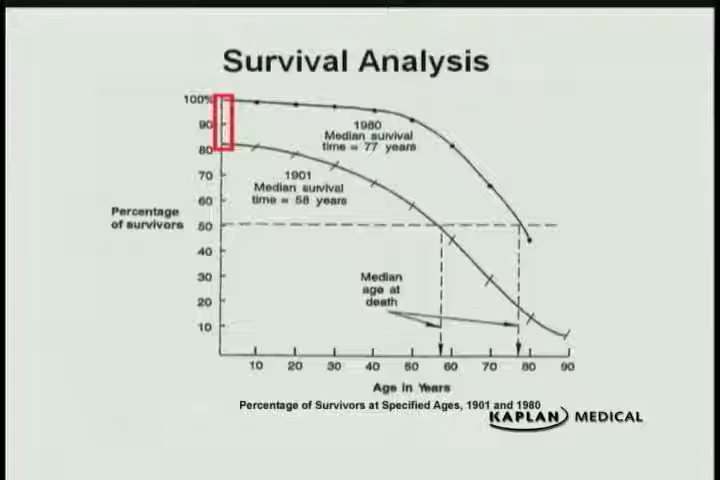 Survival Analysis
100%
90
80
70
60
50
40
30
20
10
1980
Median survival
time = 77 years
1901
Median survival
time = 58 years
Percentage
of survivors
Median
age at
death
10 20 30 40 50 60 70 80 90
Age in Years
Percentage of Survivors at Specified Ages, 1901 and 1980
KAPLAN MEDICAL